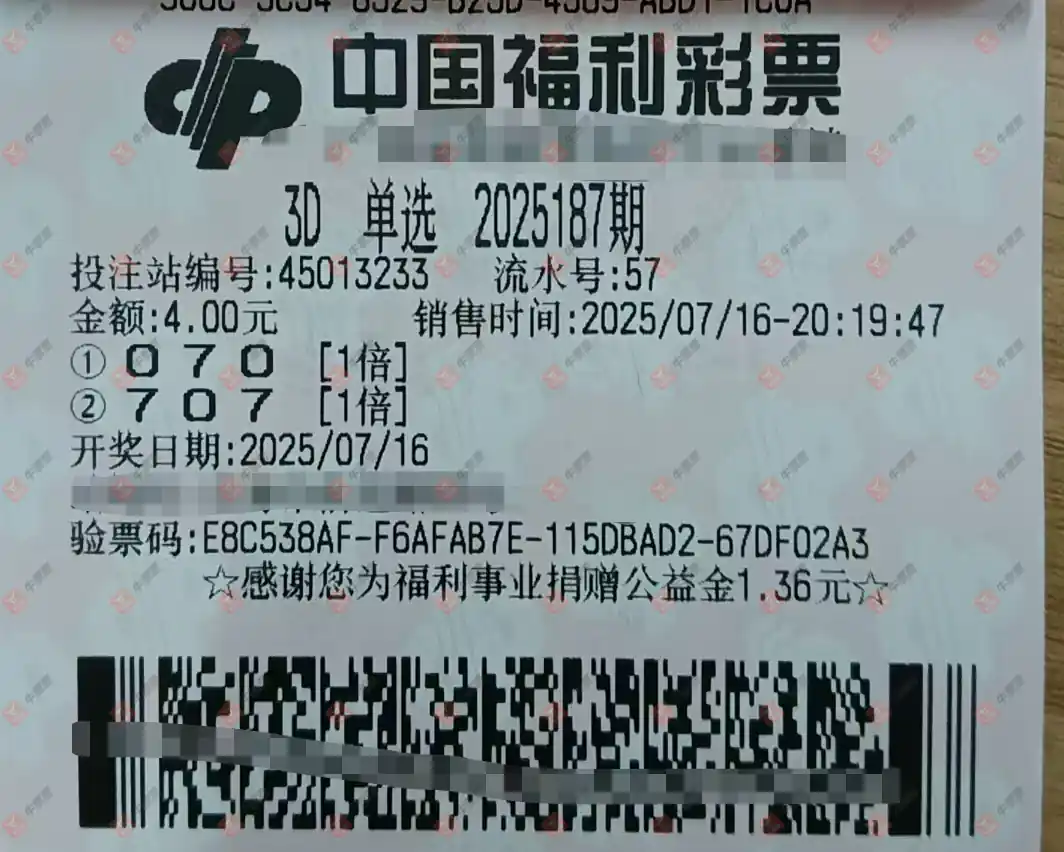 中国福利彩票
3D 单选 2025187期
投注站编号:45013233 流水号:57
金额:4.00元 销售时间:2025/07/16-20:19:47
① 0 7 0 [1倍]
② 7 0 7 [1倍]
开奖日期:2025/07/16
验票码:E8C538AF-F6AFAB7E-115DBAD2-67DF02A3
☆感谢您为福利事业捐赠公益金1.36元☆